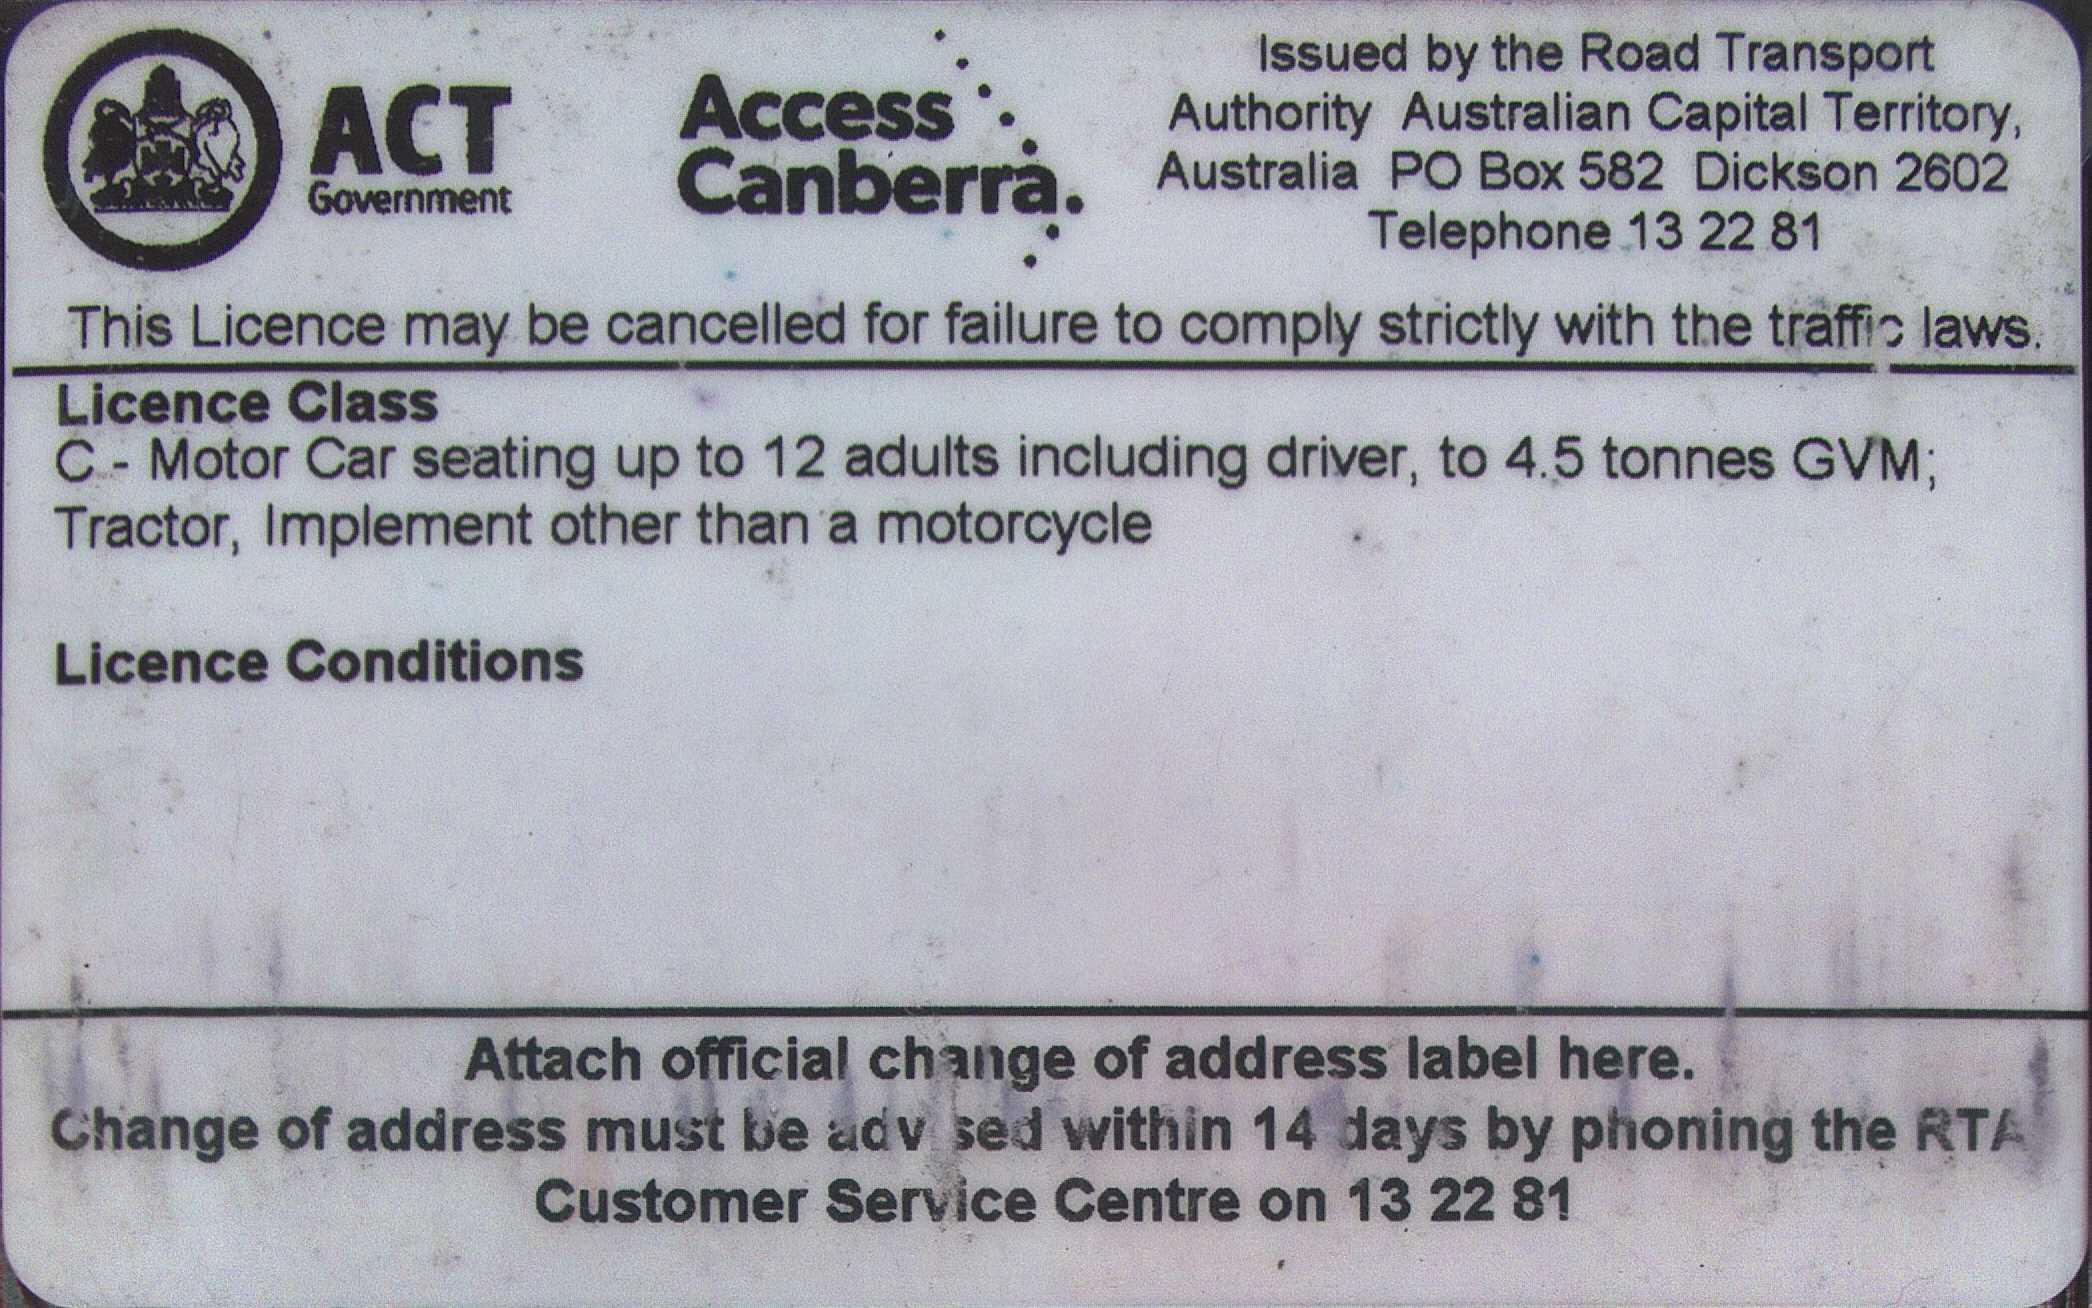 ACT
Government
Access
Canberra.
Issued by the Road Transport
Authority Australian Capital Territory,
Australia PO Box 582 Dickson 2602
Telephone 13 22 81
This Licence may be cancelled for failure to comply strictly with the traffic laws.
Licence Class
C - Motor Car seating up to 12 adults including driver, to 4.5 tonnes GVM;
Tractor, Implement other than a motorcycle
Licence Conditions
Attach official change of address label here.
Change of address must be advised within 14 days by phoning the RTA
Customer Service Centre on 13 22 81